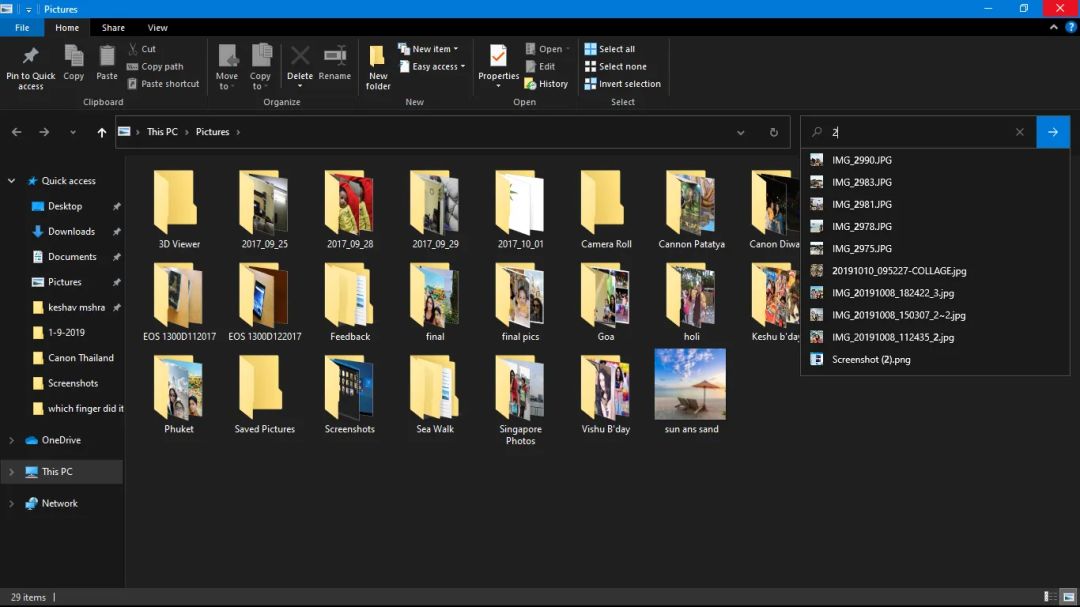 Pictures
File Home Share View
Pin to Quick access
Copy
Paste
Cut
Copy path
Paste shortcut
Clipboard
Move to
Copy to
Delete
Rename
Organize
New folder
New item
Easy access
New
Properties
Open
Edit
History
Open
Select all
Select none
Invert selection
Select
This PC › Pictures ›
2
IMG_2990.JPG
IMG_2983.JPG
IMG_2981.JPG
IMG_2978.JPG
IMG_2975.JPG
20191010_095227-COLLAGE.jpg
IMG_20191008_182422_3.jpg
IMG_20191008_150307_2~2.jpg
IMG_20191008_112435_2.jpg
Screenshot (2).png
Quick access
Desktop
Downloads
Documents
Pictures
keshav mshra
1-9-2019
Canon Thailand
Screenshots
which finger did it
OneDrive
This PC
Network
3D Viewer
2017_09_25
2017_09_28
2017_09_29
2017_10_01
Camera Roll
Cannon Patatya
Canon Diwa
EOS 1300D112017
EOS 1300D122017
Feedback
final
final pics
Goa
holi
Keshu b'day
Phuket
Saved Pictures
Screenshots
Sea Walk
Singapore
Photos
Vishu B'day
sun ans sand
29 items